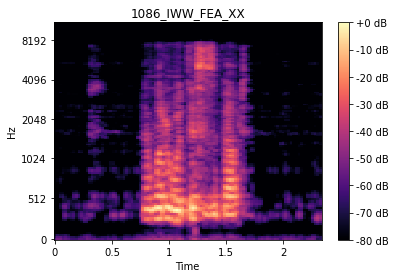 1086_IWW_FEA_XX
8192
4096
2048
1024
512
0
Hz
0
0.5
1
1.5
2
Time
+0 dB
-10 dB
-20 dB
-30 dB
-40 dB
-50 dB
-60 dB
-70 dB
-80 dB